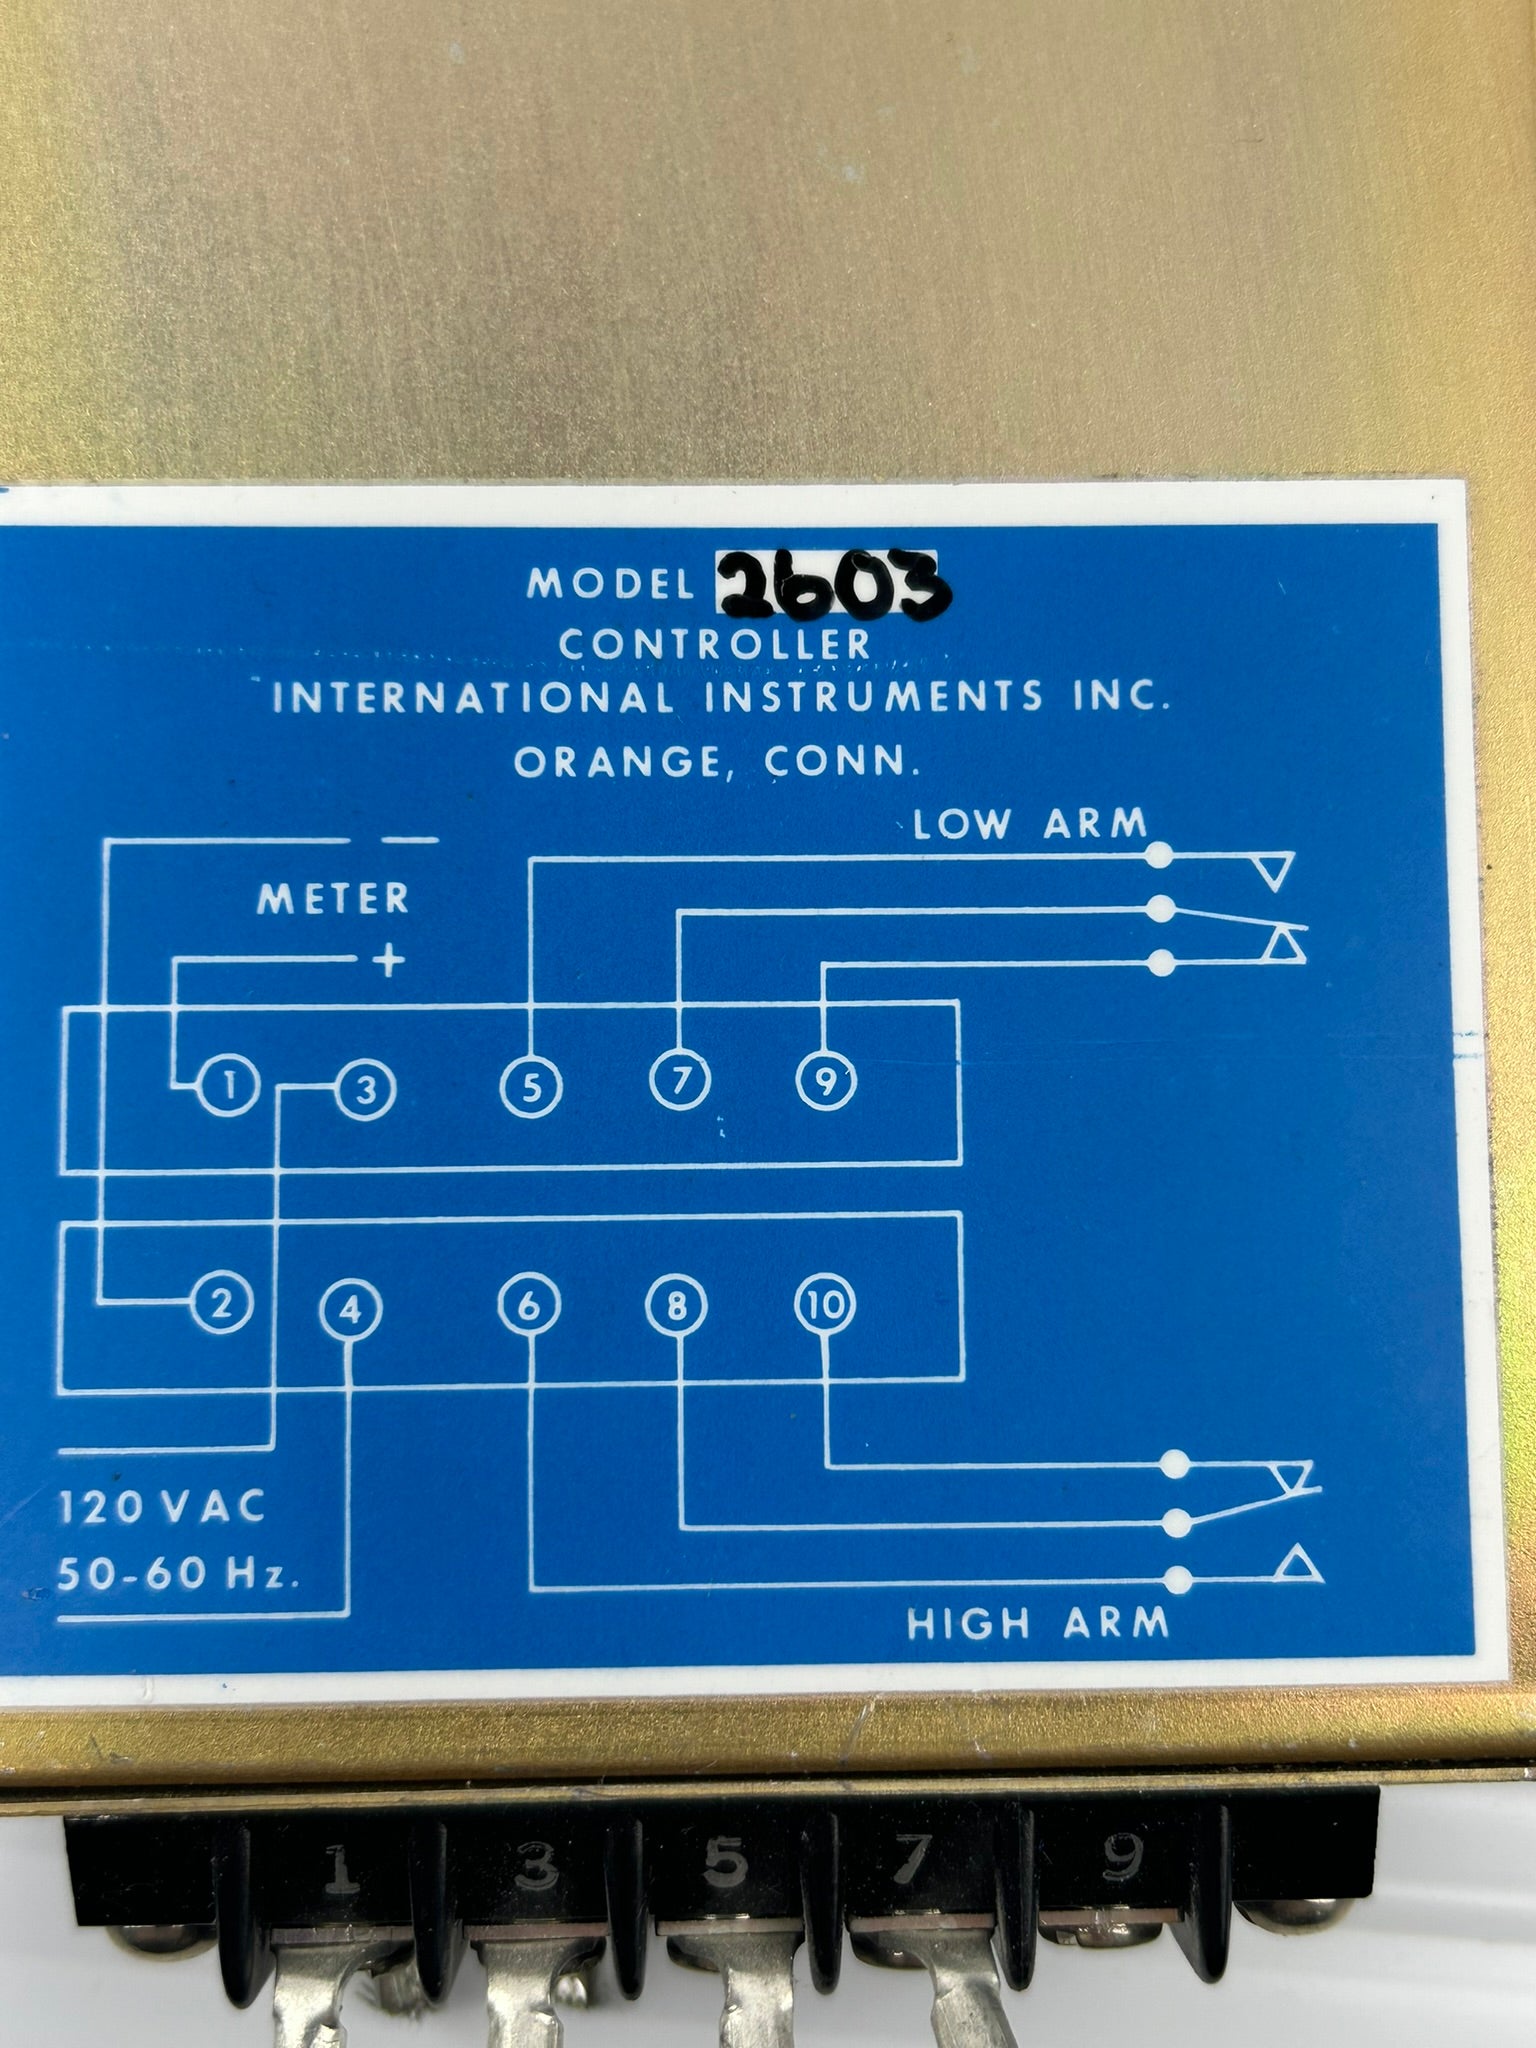 MODEL 2603
CONTROLLER
INTERNATIONAL INSTRUMENTS INC.
ORANGE, CONN.
LOW ARM
—
METER
+
1 3 5 7 9
2 4 6 8 10
120 VAC
50-60 Hz.
HIGH ARM
1 3 5 7 9